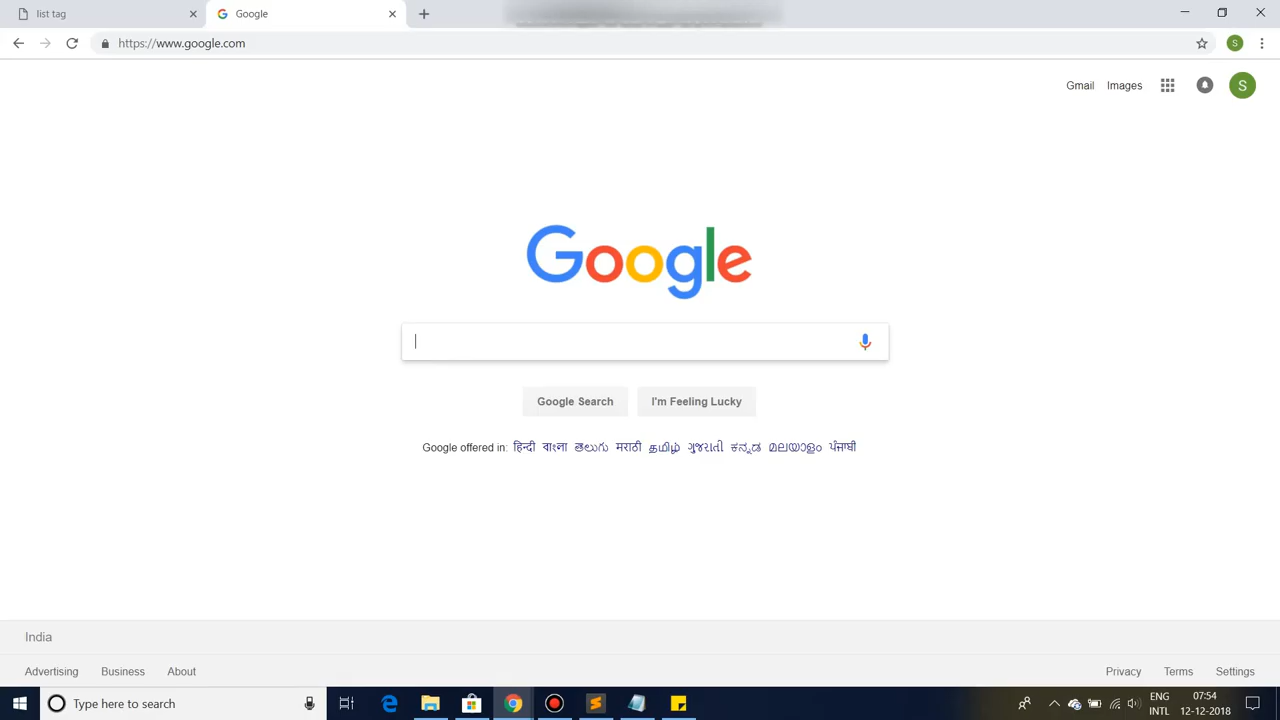 list tag
Google
https://www.google.com
S
Gmail Images S
Google
Google Search I'm Feeling Lucky
Google offered in: हिन्दी বাংলা తెలుగు मराठी தமிழ் ગુજરાતી ಕನ್ನಡ മലയാളം ਪੰਜਾਬੀ
India
Advertising Business About
Privacy Terms Settings
Type here to search
ENG 07:54
INTL 12-12-2018